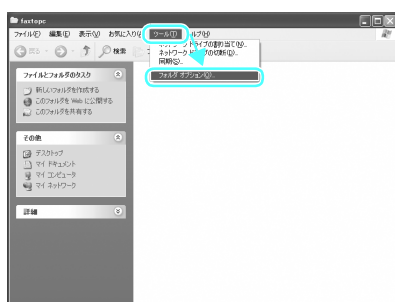 fastopc
ファイル(F) 編集(E) 表示(V) お気に入り(A) ツール(T) ヘルプ(H)
戻る 検索
ネットワーク ドライブの割り当て(N)...
ネットワーク ドライブの切断(D)...
同期(S)...
フォルダ オプション(O)...
ファイルとフォルダのタスク
新しいフォルダを作成する
このフォルダを Web に公開する
このフォルダを共有する
その他
デスクトップ
マイ ドキュメント
マイ コンピュータ
マイ ネットワーク
詳細